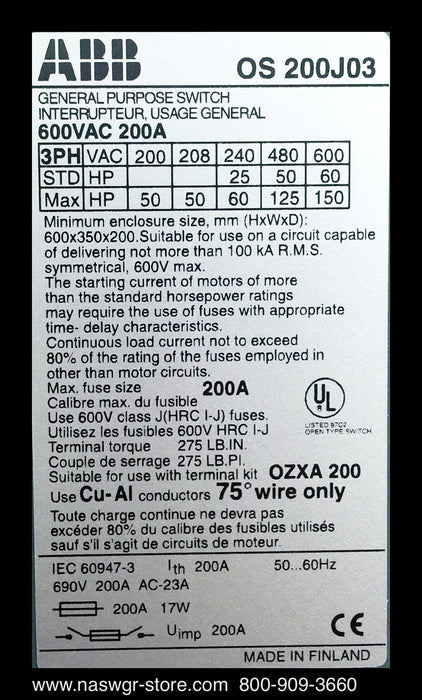 ABB OS 200J03
GENERAL PURPOSE SWITCH
INTERRUPTEUR, USAGE GENERAL
600VAC 200A
3PH VAC 200 208 240 480 600
STD HP 25 50 60
Max HP 50 50 60 125 150
Minimum enclosure size, mm (HxWxD):
600x350x200.Suitable for use on a circuit capable
of delivering not more than 100 kA R.M.S.
symmetrical, 600V max.
The starting current of motors of more
than the standard horsepower ratings
may require the use of fuses with appropriate
time- delay characteristics.
Continuous load current not to exceed
80% of the rating of the fuses employed in
other than motor circuits.
Max. fuse size 200A
Calibre max. du fusible
Use 600V class J(HRC I-J) fuses.
Utilisez les fusibles 600V HRC I-J
UL R
LISTED 97C2
OPEN TYPE SWITCH
Terminal torque 275 LB.IN.
Couple de serrage 275 LB.PI.
Suitable for use with terminal kit OZXA 200
Use Cu-Al conductors 75° wire only
Toute charge continue ne devra pas
excéder 80% du calibre des fusibles utilisés
sauf s'il s'agit de circuits de moteur.
IEC 60947-3 Ith 200A 50...60Hz
690V 200A AC-23A
200A 17W
Uimp 200A CE
MADE IN FINLAND
www.naswgr-store.com 800-909-3660